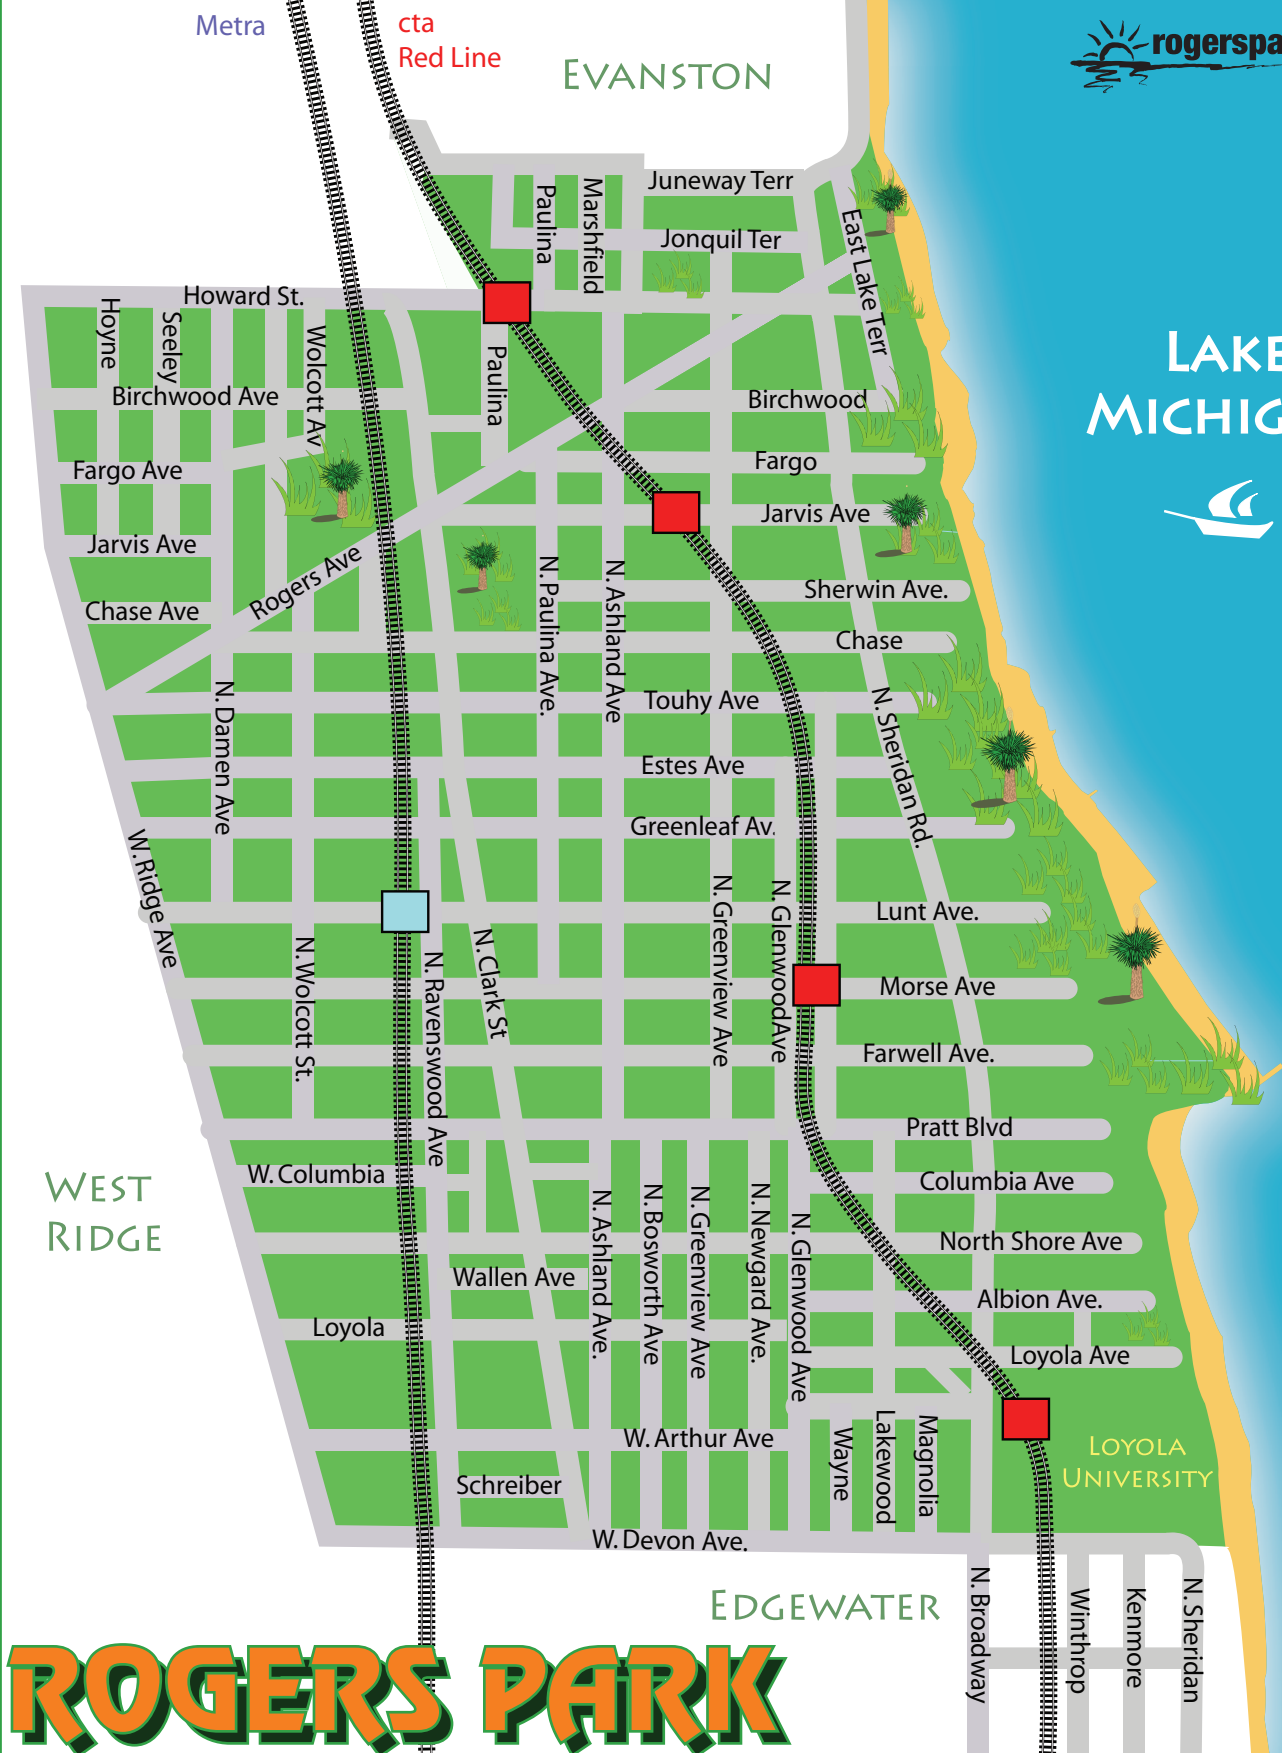 Metra
cta
Red Line
EVANSTON
rogerspa
Juneway Terr
Paulina
Marshfield
Jonquil Ter
East Lake Terr
Howard St.
Hoyne
Seeley
Wolcott Av
Paulina
LAKE
MICHIG
Birchwood Ave
Birchwood
Fargo Ave
Fargo
Jarvis Ave
Jarvis Ave
Rogers Ave
Sherwin Ave.
Chase Ave
Chase
N. Paulina Ave.
N. Ashland Ave
N. Damen Ave
Touhy Ave
N. Sheridan Rd.
Estes Ave
Greenleaf Av.
W. Ridge Ave
N. Greenview Ave
N. GlenwoodAve
Lunt Ave.
N. Wolcott St.
N. Ravenswood Ave
N. Clark St
Morse Ave
Farwell Ave.
Pratt Blvd
WEST
RIDGE
W. Columbia
Columbia Ave
N. Ashland Ave.
N. Bosworth Ave
N. Greenview Ave
N. Newgard Ave.
N. Glenwood Ave
North Shore Ave
Wallen Ave
Albion Ave.
Loyola
Loyola Ave
W. Arthur Ave
Wayne
Lakewood
Magnolia
LOYOLA
UNIVERSITY
Schreiber
W. Devon Ave.
EDGEWATER
N. Broadway
Winthrop
Kenmore
N. Sheridan
ROGERS PARK